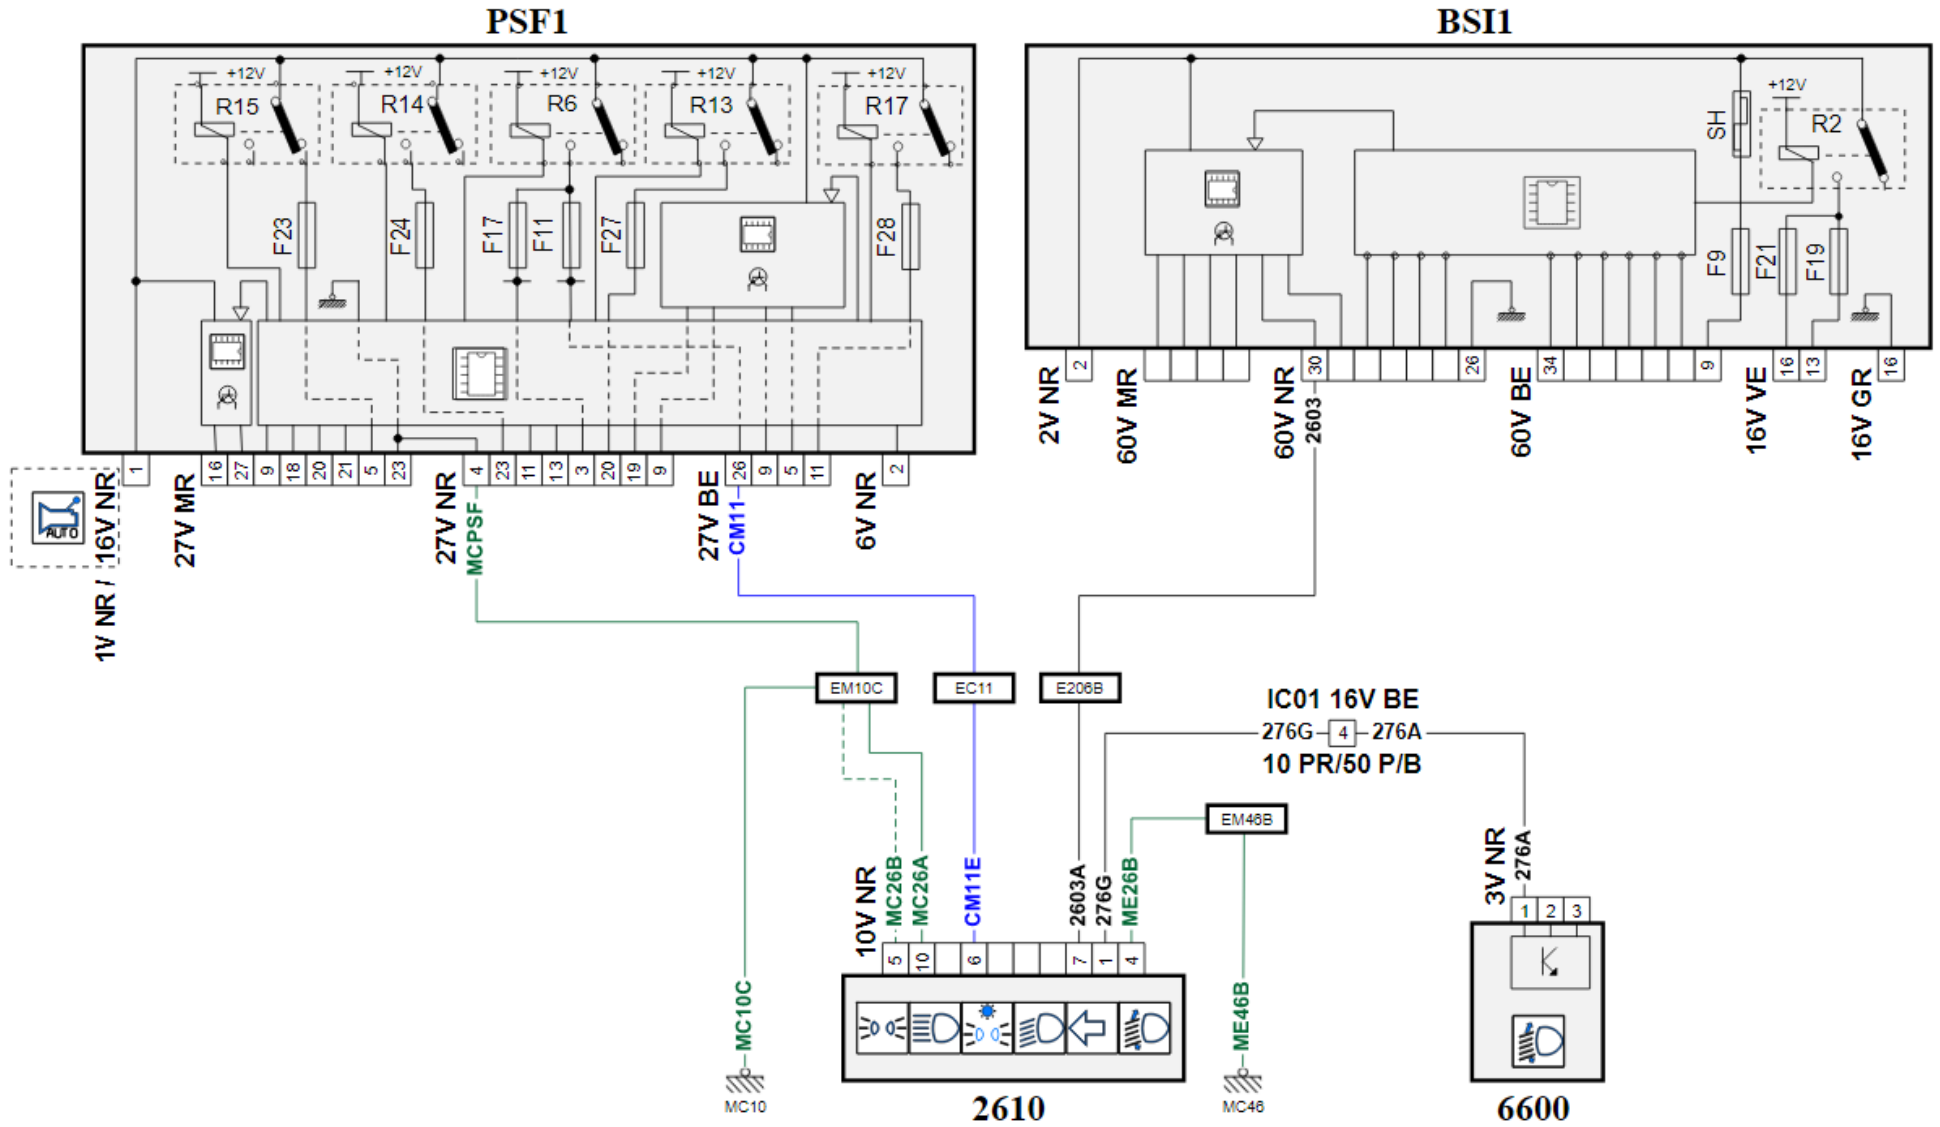 PSF1
BSI1
+12V +12V +12V +12V +12V
R15 R14 R6 R13 R17
F23 F24 F17 F11 F27 F28
+12V
SH R2
F9 F21 F19
1 16 27 9 18 20 21 5 23 4 23 11 13 3 20 19 9 26 9 5 11 2
1V NR / 16V NR
27V MR
27V NR
27V BE
6V NR
AUTO
MCPSF
CM11
2 30 26 34 9 16 13 16
2V NR
60V MR
60V NR
60V BE
16V VE
16V GR
2603
EM10C EC11 E206B
IC01 16V BE
276G 4 276A
10 PR/50 P/B
EM46B
10V NR
MC26B
MC26A
CM11E
2603A
276G
ME26B
3V NR
276A
5 10 6 7 1 4
1 2 3
MC10C
ME46B
MC10
2610
MC46
6600